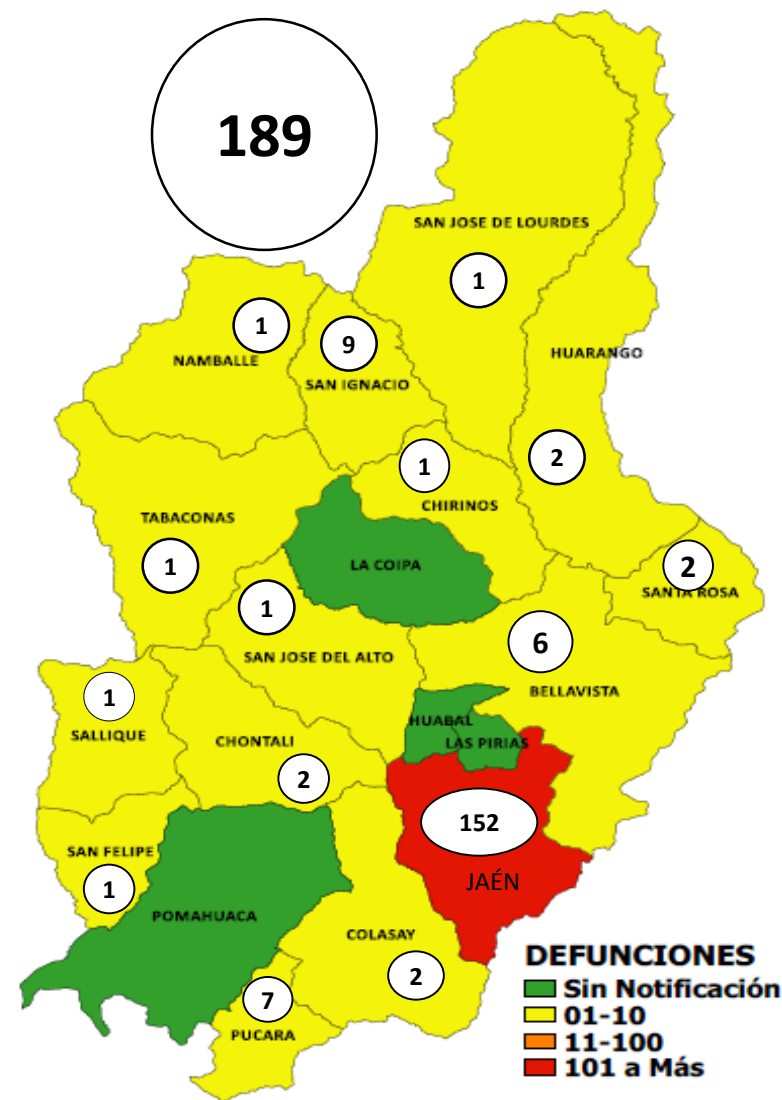 189
SAN JOSE DE LOURDES
1
1
NAMBALLE
9
SAN IGNACIO
HUARANGO
2
1
CHIRINOS
TABACONAS
1
LA COIPA
2
SANTA ROSA
1
SAN JOSE DEL ALTO
6
BELLAVISTA
1
SALLIQUE
CHONTALI
2
HUABAL
LAS PIRIAS
152
JAÉN
SAN FELIPE
1
POMAHUACA
COLASAY
2
7
PUCARA
DEFUNCIONES
Sin Notificación
01-10
11-100
101 a Más